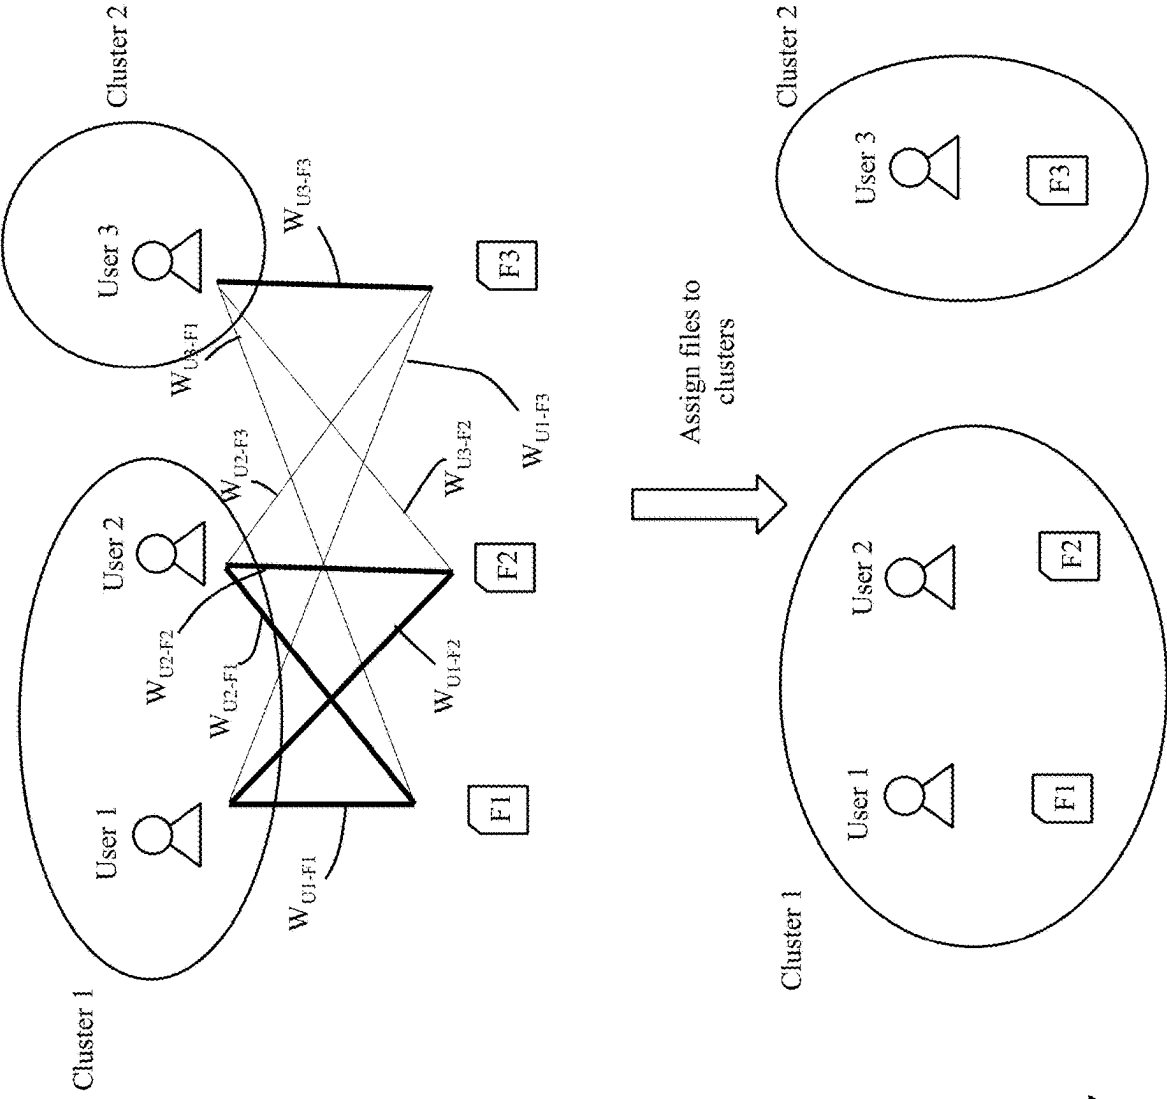 Cluster 1
Cluster 2
User 1
User 2
User 3
W_U1-F1
W_U2-F2
W_U2-F1
W_U1-F2
W_U2-F3
W_U3-F2
W_U3-F1
W_U1-F3
W_U3-F3
F1
F2
F3
Assign files to
clusters
Cluster 1
Cluster 2
User 1
User 2
User 3
F1
F2
F3